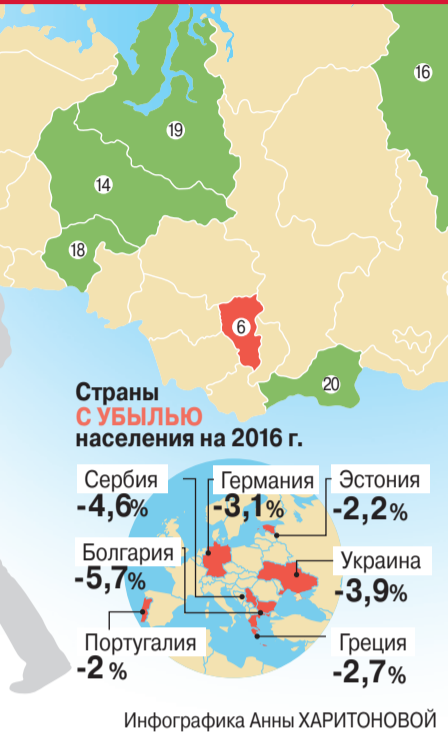 16
19
14
18
6
20
Страны
С УБЫЛЬЮ
населения на 2016 г.
Сербия
-4,6%
Германия
-3,1%
Эстония
-2,2%
Болгария
-5,7%
Украина
-3,9%
Португалия
-2 %
Греция
-2,7%
Инфографика Анны ХАРИТОНОВОЙ